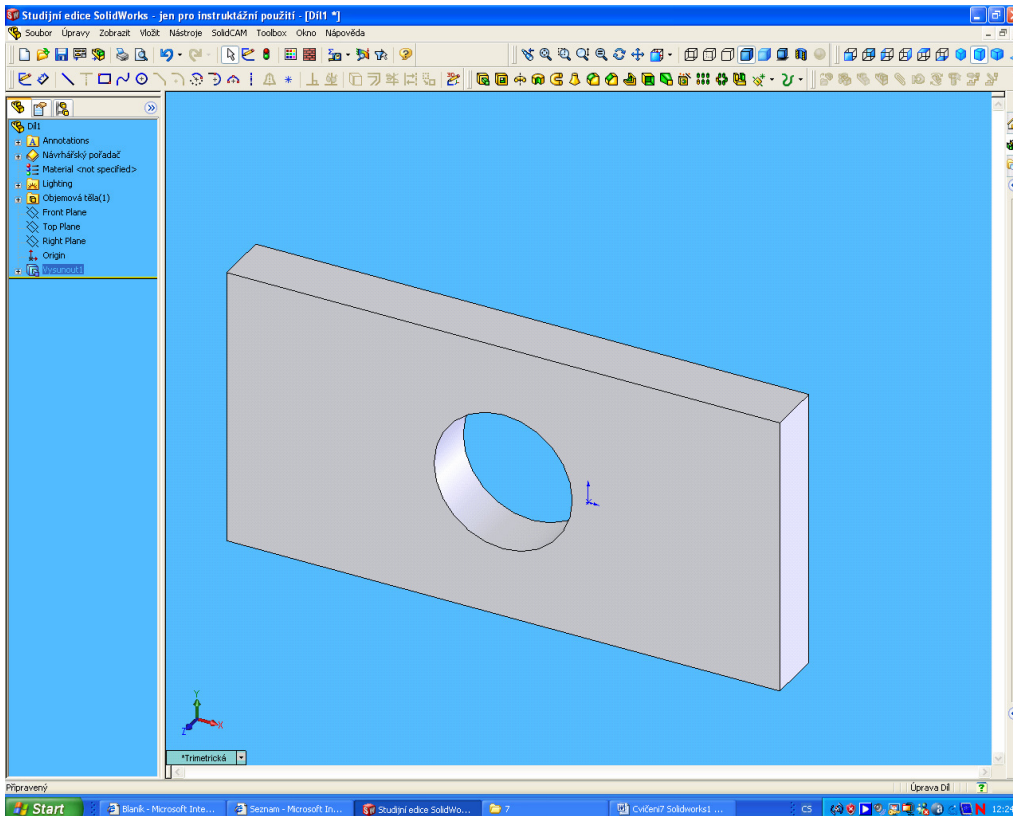 Studijní edice SolidWorks - jen pro instruktážní použití - [Díl1 *]
Soubor Úpravy Zobrazit Vložit Nástroje SolidCAM Toolbox Okno Nápověda
Díl1
Annotations
Návrhářský pořadač
Material <not specified>
Lighting
Objemová těla(1)
Front Plane
Top Plane
Right Plane
Origin
Vysunout1
Y
X
Z
*Trimetrická
Připravený
Úprava Díl
Start
Blaník - Microsoft Inte...
Seznam - Microsoft In...
Studijní edice SolidWo...
7
Cvičení7 Solidworks1 ...
CS
12:24